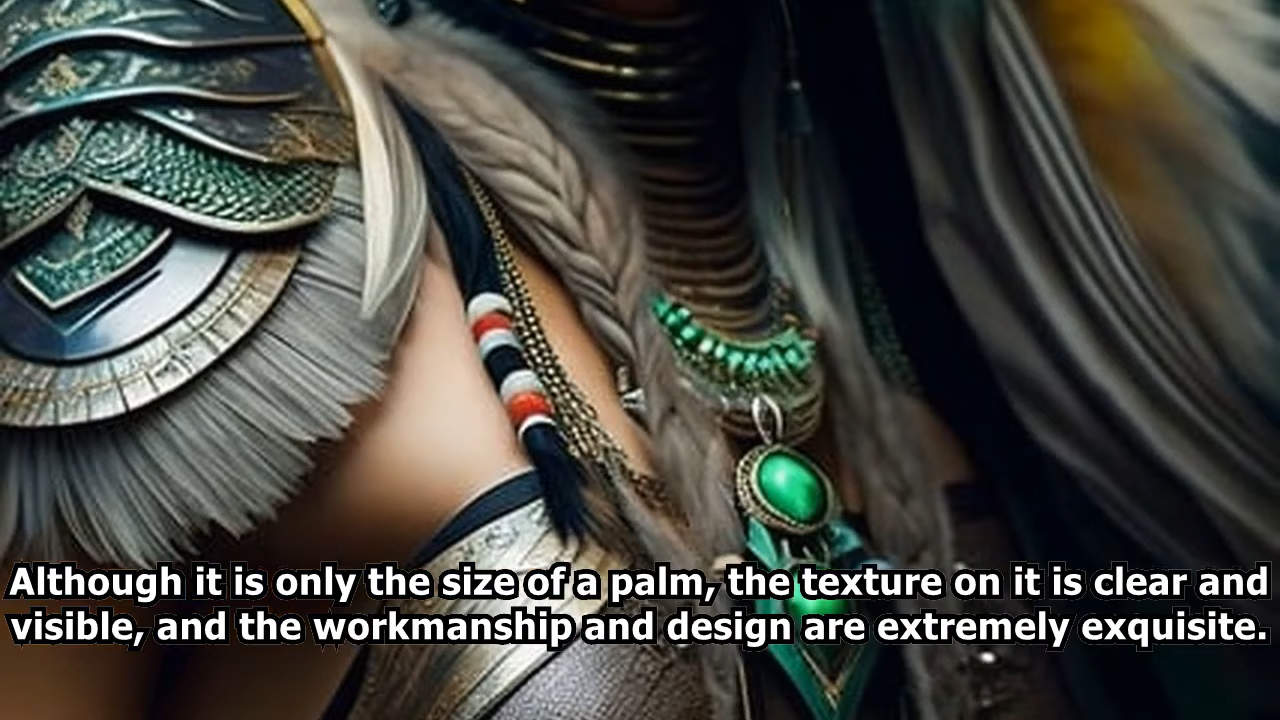 Although it is only the size of a palm, the texture on it is clear and
visible, and the workmanship and design are extremely exquisite.